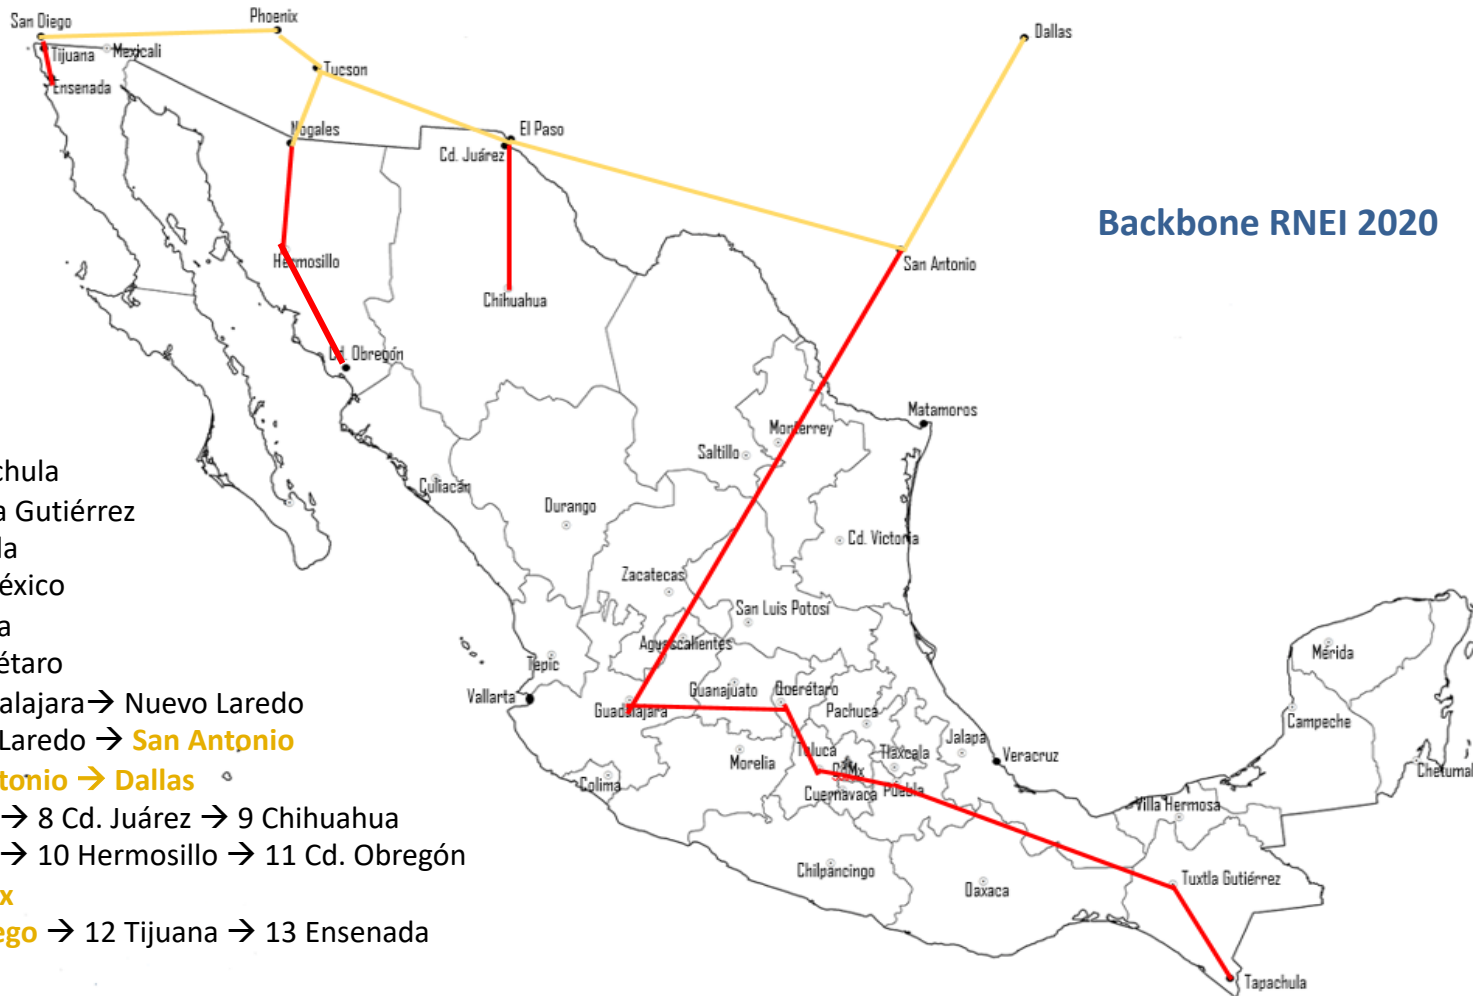 San Diego
Phoenix
Dallas
Tijuana
Mexicali
Tucson
Ensenada
Nogales
El Paso
Cd. Juárez
Backbone RNEI 2020
Hermosillo
San Antonio
Chihuahua
Cd. Obregón
Matamoros
Monterrey
Saltillo
Culiacán
Durango
Cd. Victoria
Zacatecas
San Luis Potosí
Aguascalientes
Tepic
Mérida
Vallarta
Guadalajara
Guanajuato
Querétaro
Pachuca
Campeche
Toluca
Tlaxcala
Jalapa
Veracruz
Morelia
CdMx
Chetumal
Colima
Cuernavaca
Puebla
Villa Hermosa
Chilpancingo
Oaxaca
Tuxtla Gutiérrez
Tapachula
chula
a Gutiérrez
la
éxico
a
étaro
alajara→ Nuevo Laredo
Laredo → San Antonio
tonio → Dallas
→ 8 Cd. Juárez → 9 Chihuahua
→ 10 Hermosillo → 11 Cd. Obregón
x
ego → 12 Tijuana → 13 Ensenada